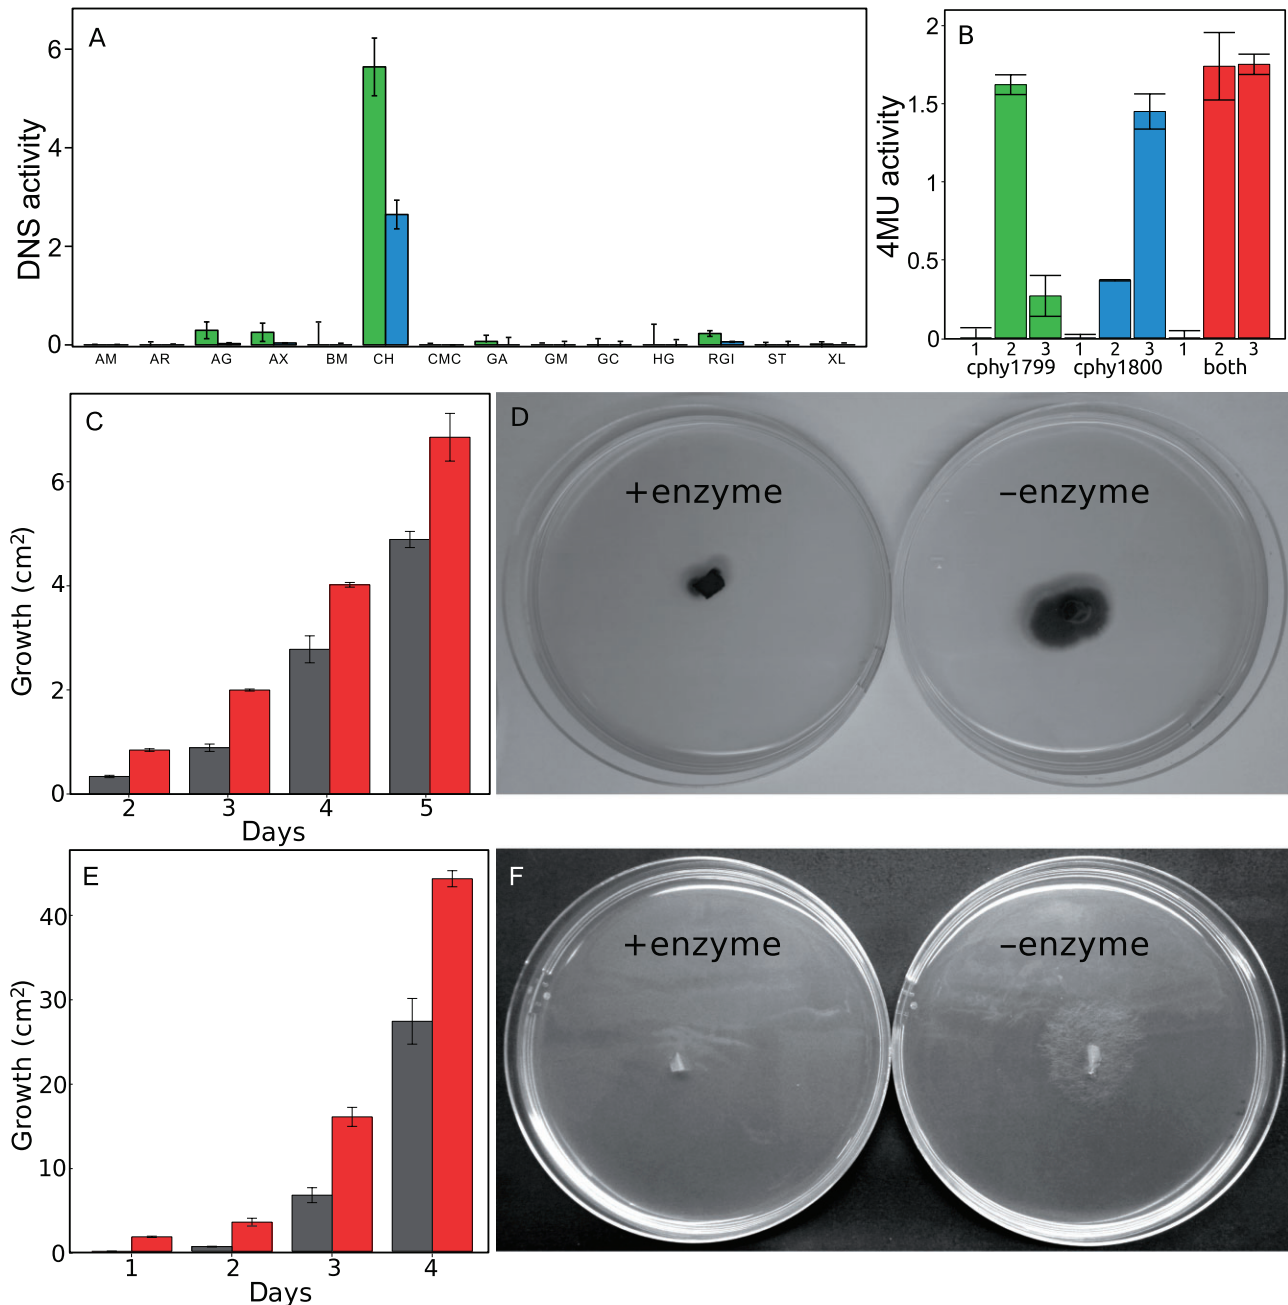 A
DNS activity
6
4
2
0
AM AR AG AX BM CH CMC GA GM GC HG RGI ST XL
B
4MU activity
2
1.5
1
0.5
0
1 2 3 1 2 3 1 2 3
cphy1799 cphy1800 both
C
Growth (cm²)
6
4
2
0
2 3 4 5
Days
D
+enzyme –enzyme
E
Growth (cm²)
40
30
20
10
0
1 2 3 4
Days
F
+enzyme –enzyme